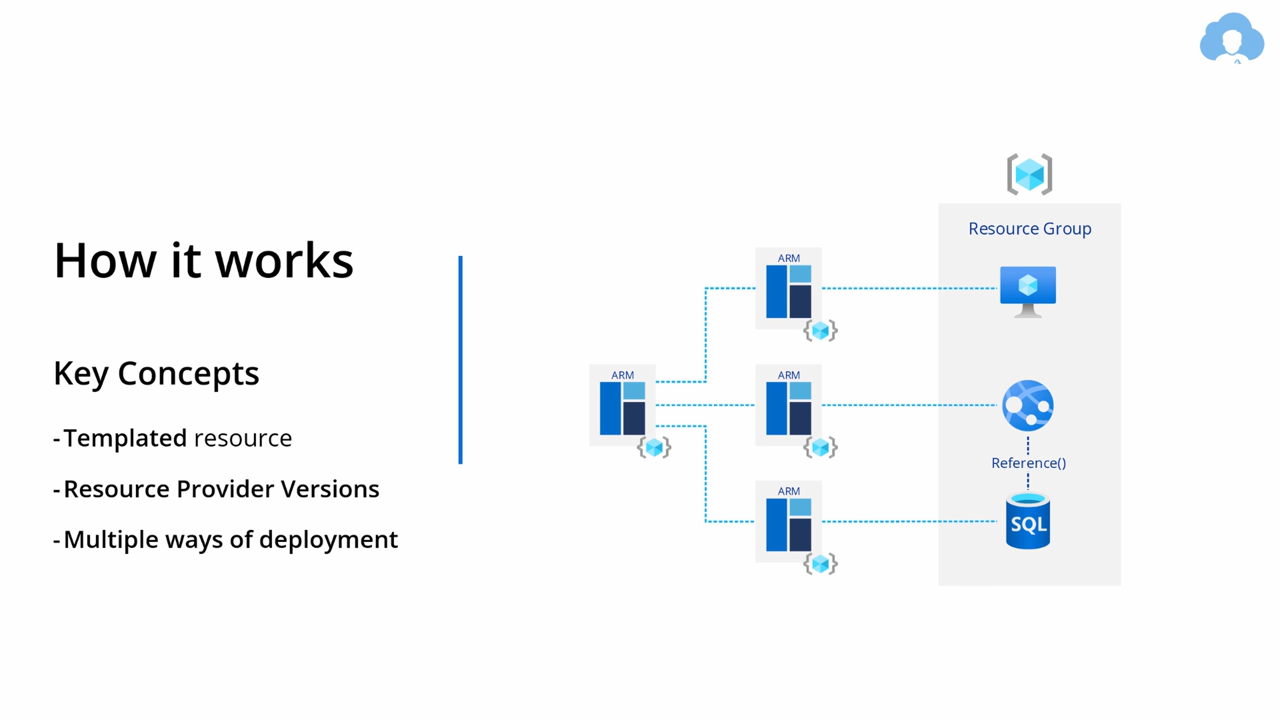 How it works
Key Concepts
-Templated resource
-Resource Provider Versions
-Multiple ways of deployment
ARM
ARM
ARM
ARM
Resource Group
Reference()
SQL